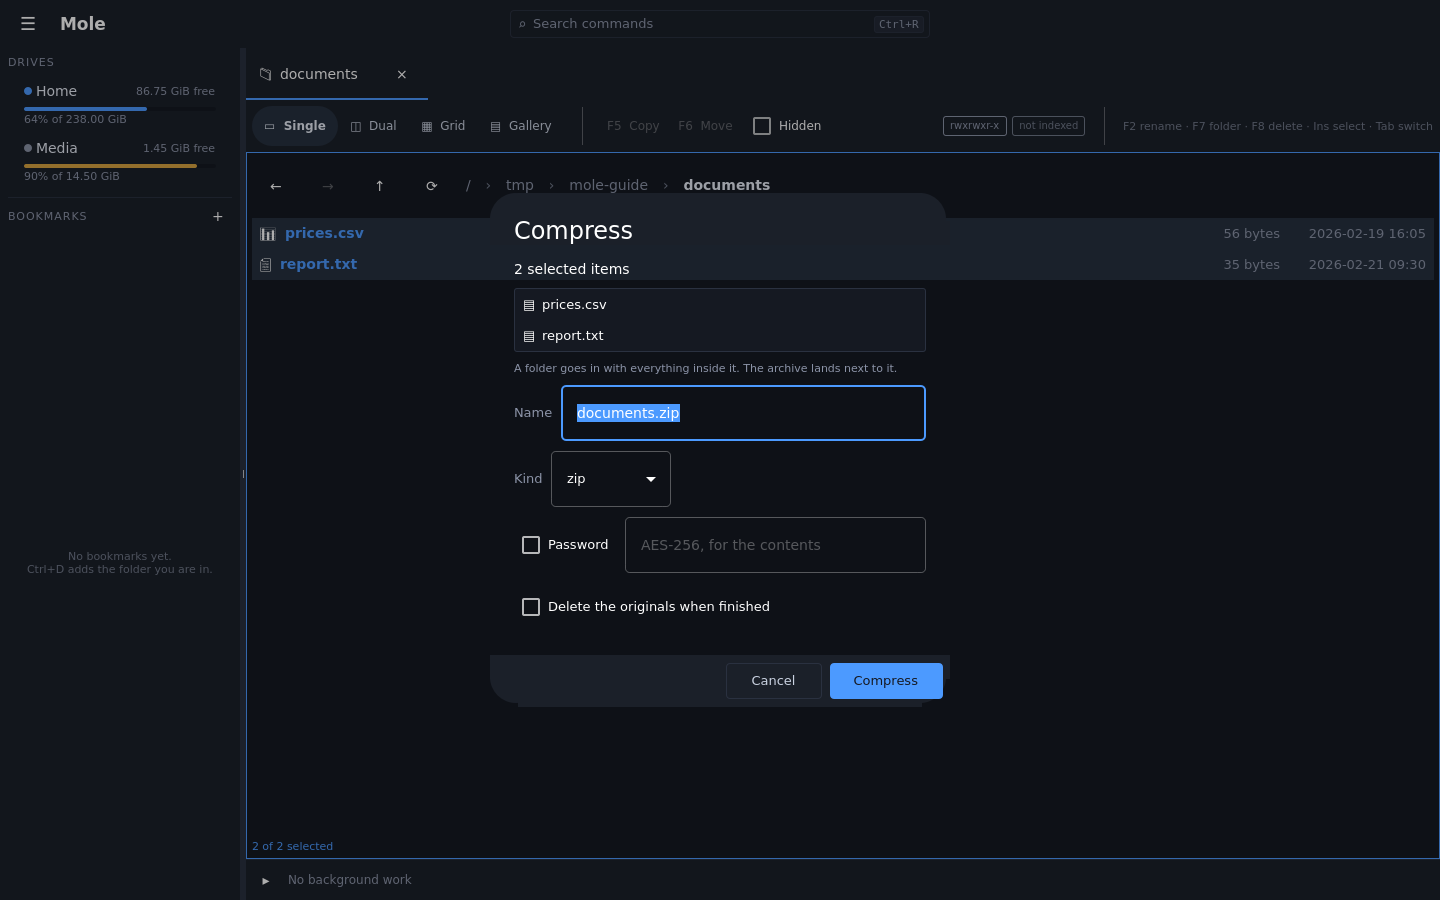 Mole
Search commands
Ctrl+R
DRIVES
Home 86.75 GiB free
64% of 238.00 GiB
Media 1.45 GiB free
90% of 14.50 GiB
BOOKMARKS +
No bookmarks yet.
Ctrl+D adds the folder you are in.
documents
Single Dual Grid Gallery F5 Copy F6 Move Hidden rwxrwxr-x not indexed F2 rename · F7 folder · F8 delete · Ins select · Tab switch
/ › tmp › mole-guide › documents
prices.csv 56 bytes 2026-02-19 16:05
report.txt 35 bytes 2026-02-21 09:30
Compress
2 selected items
prices.csv
report.txt
A folder goes in with everything inside it. The archive lands next to it.
Name documents.zip
Kind zip
Password AES-256, for the contents
Delete the originals when finished
Cancel Compress
2 of 2 selected
No background work